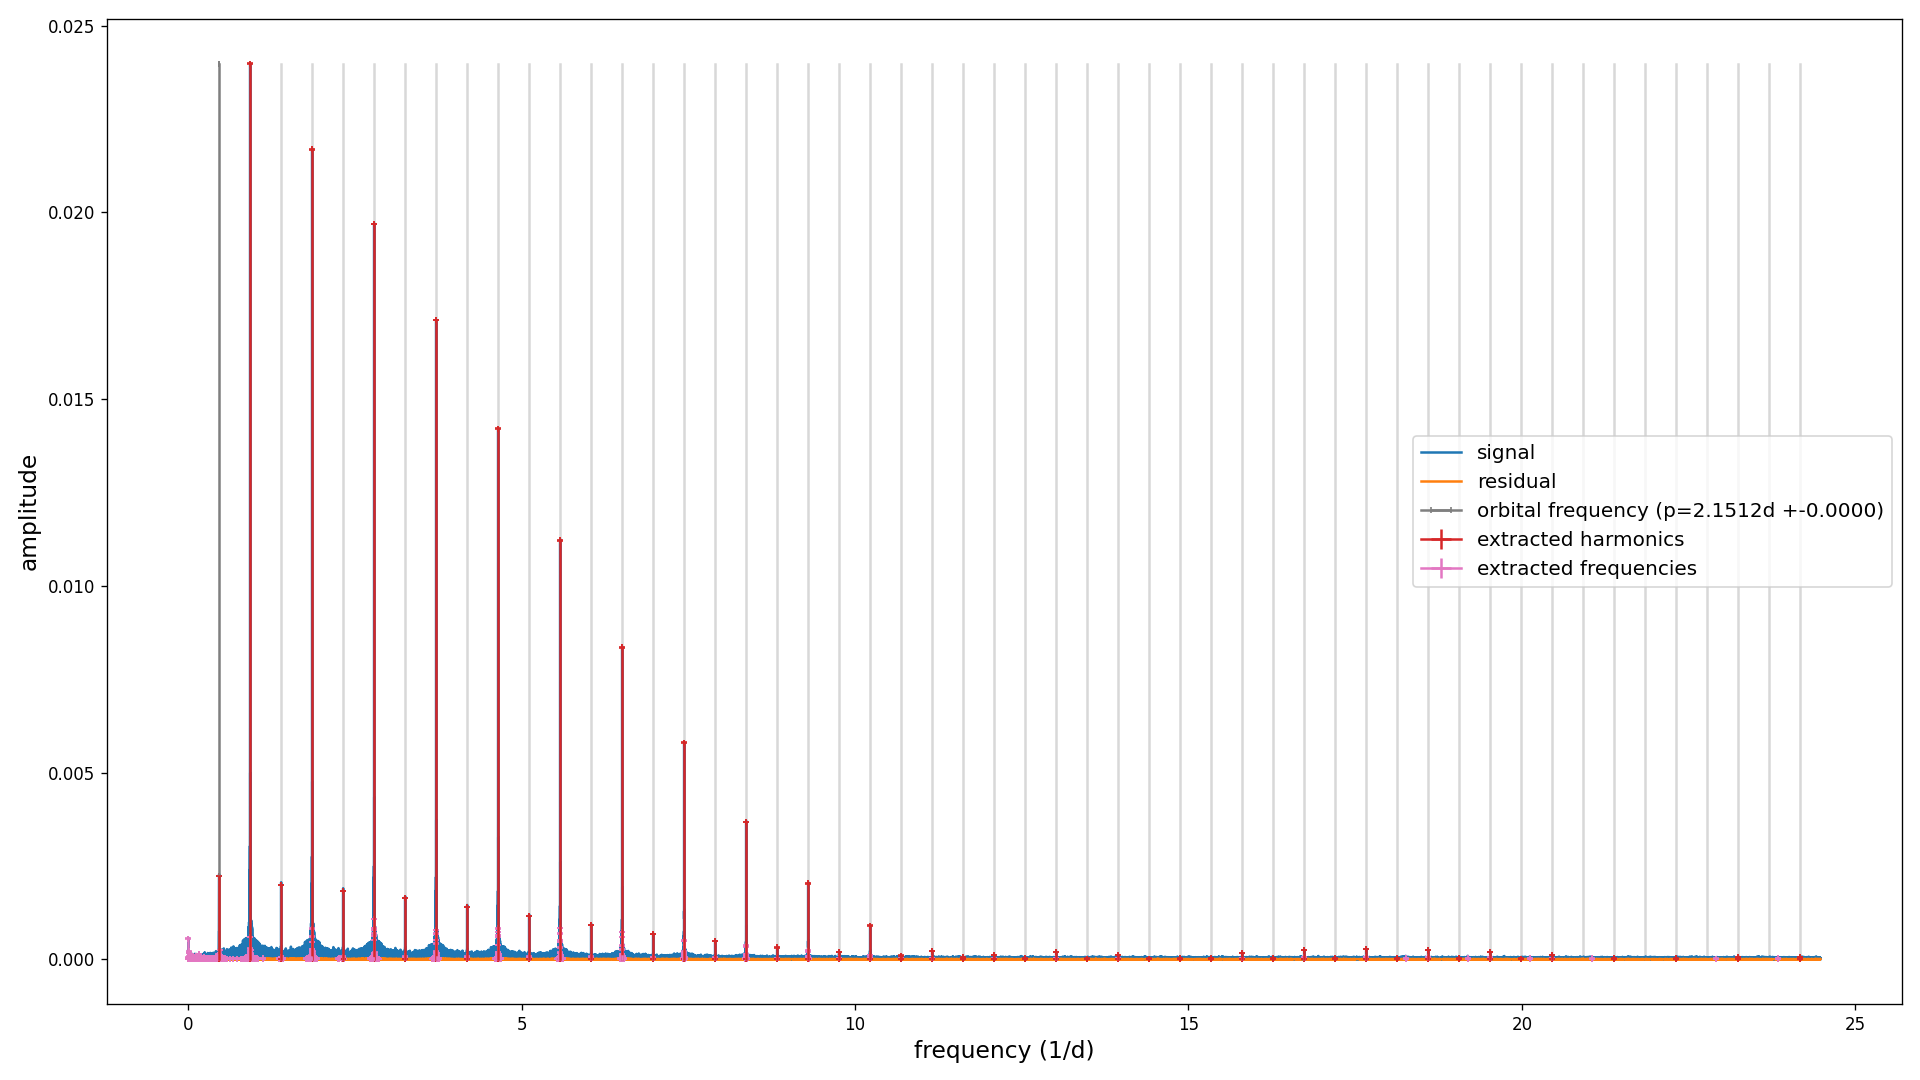 0.025
0.020
0.015
0.010
0.005
0.000
amplitude
0
5
10
15
20
25
frequency (1/d)
signal
residual
orbital frequency (p=2.1512d +-0.0000)
extracted harmonics
extracted frequencies